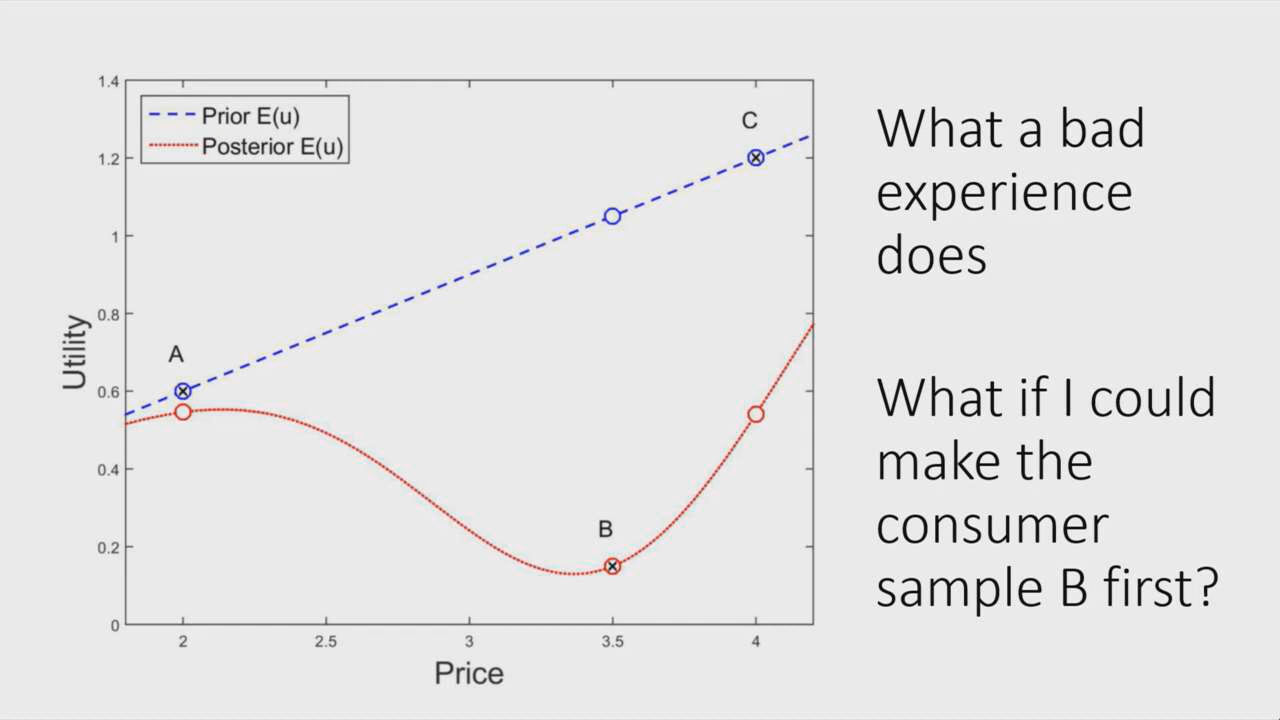 What a bad
experience
does
What if I could
make the
consumer
sample B first?
Prior E(u)
Posterior E(u)
A
B
C
Utility
1.4
1.2
1
0.8
0.6
0.4
0.2
0
2
2.5
3
3.5
4
Price